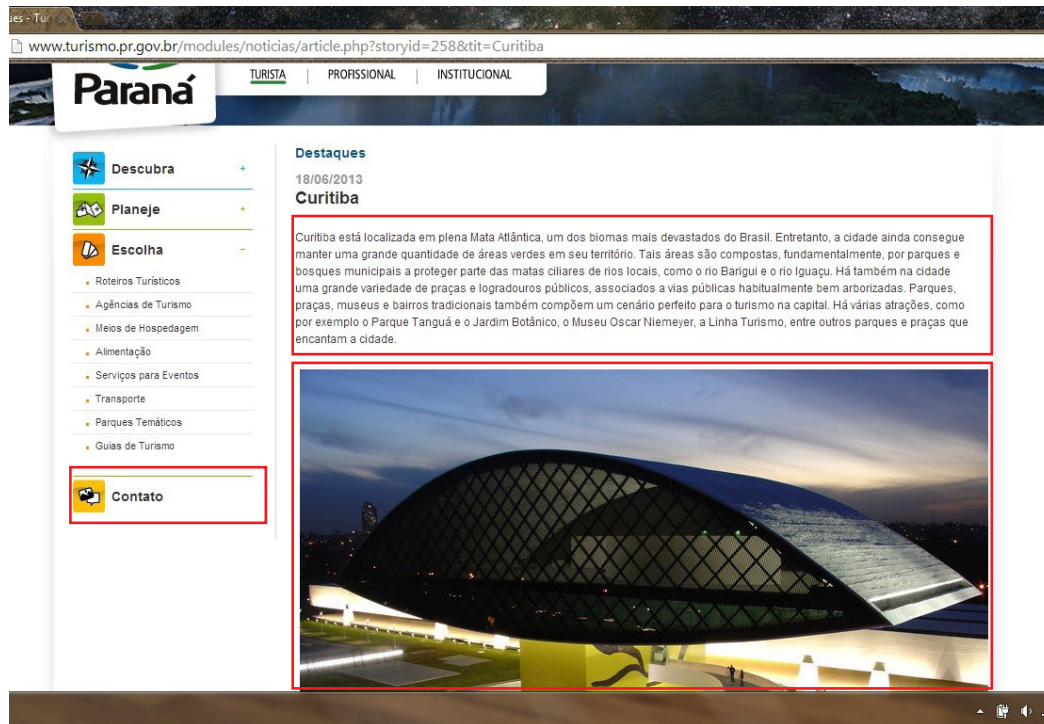 ues - Tur
www.turismo.pr.gov.br/modules/noticias/article.php?storyid=258&tit=Curitiba
Paraná
TURISTA | PROFISSIONAL | INSTITUCIONAL
Descubra +
Planeje +
Escolha -
Roteiros Turísticos
Agências de Turismo
Meios de Hospedagem
Alimentação
Serviços para Eventos
Transporte
Parques Temáticos
Guias de Turismo
Contato
Destaques
18/06/2013
Curitiba
Curitiba está localizada em plena Mata Atlântica, um dos biomas mais devastados do Brasil. Entretanto, a cidade ainda consegue
manter uma grande quantidade de áreas verdes em seu território. Tais áreas são compostas, fundamentalmente, por parques e
bosques municipais a proteger parte das matas ciliares de rios locais, como o rio Barigui e o rio Iguaçu. Há também na cidade
uma grande variedade de praças e logradouros públicos, associados a vias públicas habitualmente bem arborizadas. Parques,
praças, museus e bairros tradicionais também compõem um cenário perfeito para o turismo na capital. Há várias atrações, como
por exemplo o Parque Tanguá e o Jardim Botânico, o Museu Oscar Niemeyer, a Linha Turismo, entre outros parques e praças que
encantam a cidade.